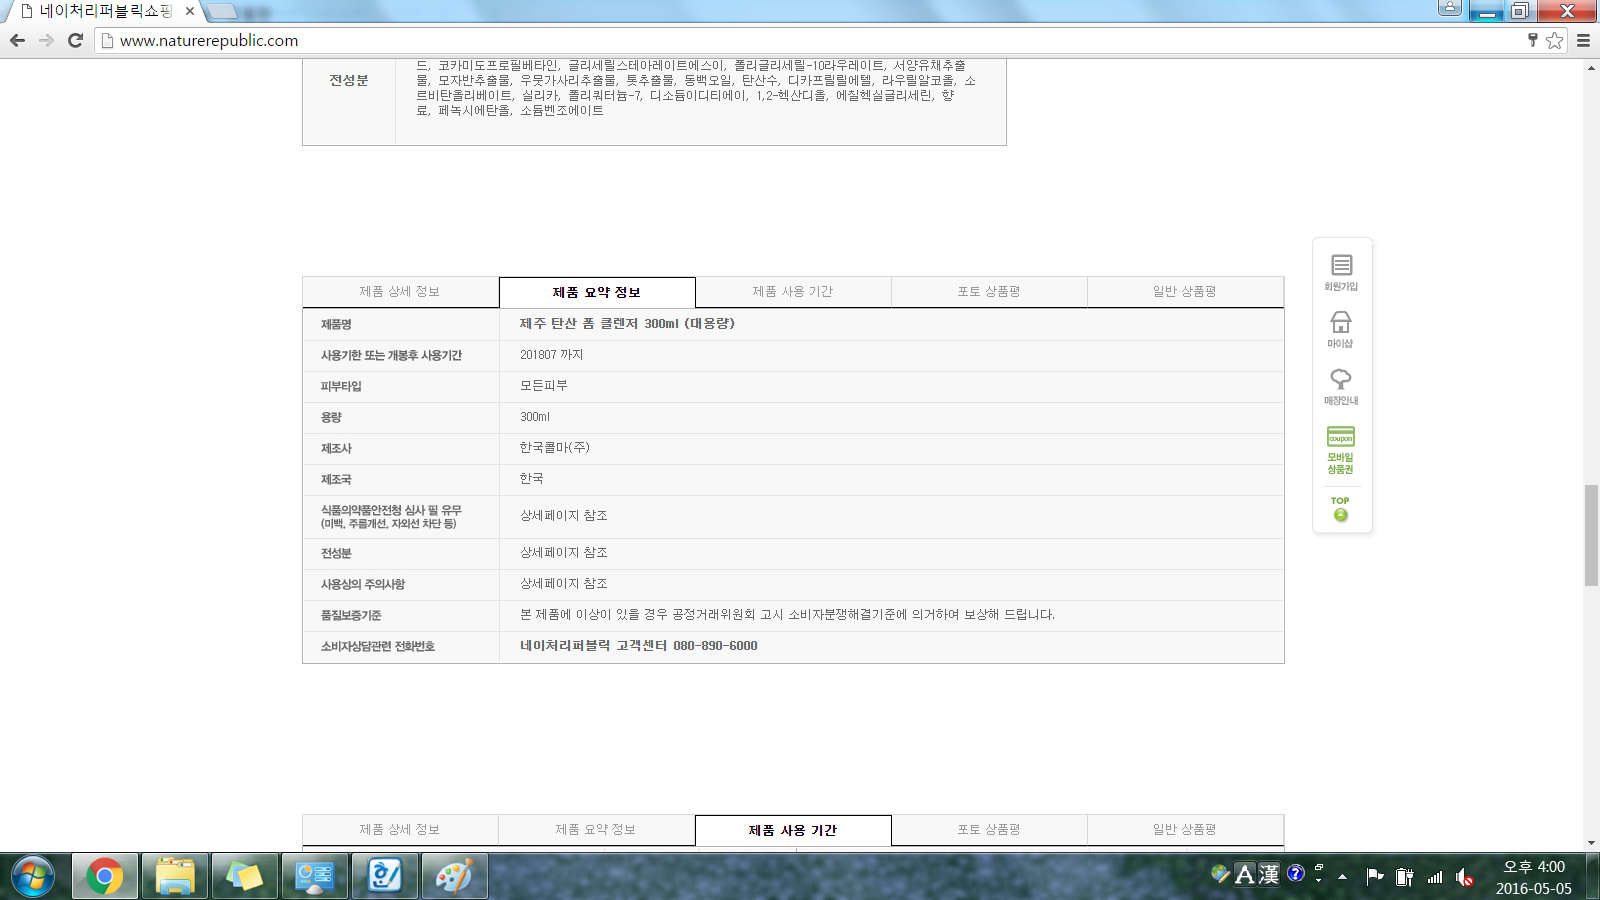 네이처리퍼블릭쇼핑
www.naturerepublic.com
전성분
드, 코카미도프로필베타인, 글리세릴스테아레이트에스이, 폴리글리세릴-10라우레이트, 서양유채추출
물, 모자반추출물, 우뭇가사리추출물, 톳추출물, 동백오일, 탄산수, 디카프릴릴에텔, 라우릴알코올, 소
르비탄올리베이트, 실리카, 폴리쿼터늄-7, 디소듐이디티에이, 1,2-헥산디올, 에칠헥실글리세린, 향
료, 페녹시에탄올, 소듐벤조에이트
제품 상세 정보 제품 요약 정보 제품 사용 기간 포토 상품평 일반 상품평
제품명 제주 탄산 폼 클렌저 300ml (대용량)
사용기한 또는 개봉후 사용기간 201807 까지
피부타입 모든피부
용량 300ml
제조사 한국콜마(주)
제조국 한국
식품의약품안전청 심사 필 유무
(미백, 주름개선, 자외선 차단 등)
상세페이지 참조
전성분 상세페이지 참조
사용상의 주의사항 상세페이지 참조
품질보증기준 본 제품에 이상이 있을 경우 공정거래위원회 고시 소비자분쟁해결기준에 의거하여 보상해 드립니다.
소비자상담관련 전화번호 네이처리퍼블릭 고객센터 080-890-6000
회원가입
마이샵
매장안내
coupon
모바일
상품권
TOP
제품 상세 정보 제품 요약 정보 제품 사용 기간 포토 상품평 일반 상품평
A 漢 ?
오후 4:00
2016-05-05